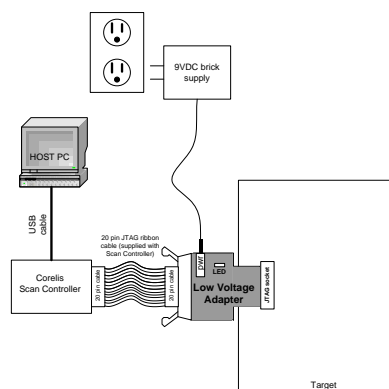 9VDC brick
supply
HOST PC
USB
cable
20 pin JTAG ribbon
cable (supplied with
Scan Controller)
Corelis
Scan Controller
20 pin cable
20 pin cable
pwr
LED
Low Voltage
Adapter
JTAG socket
Target